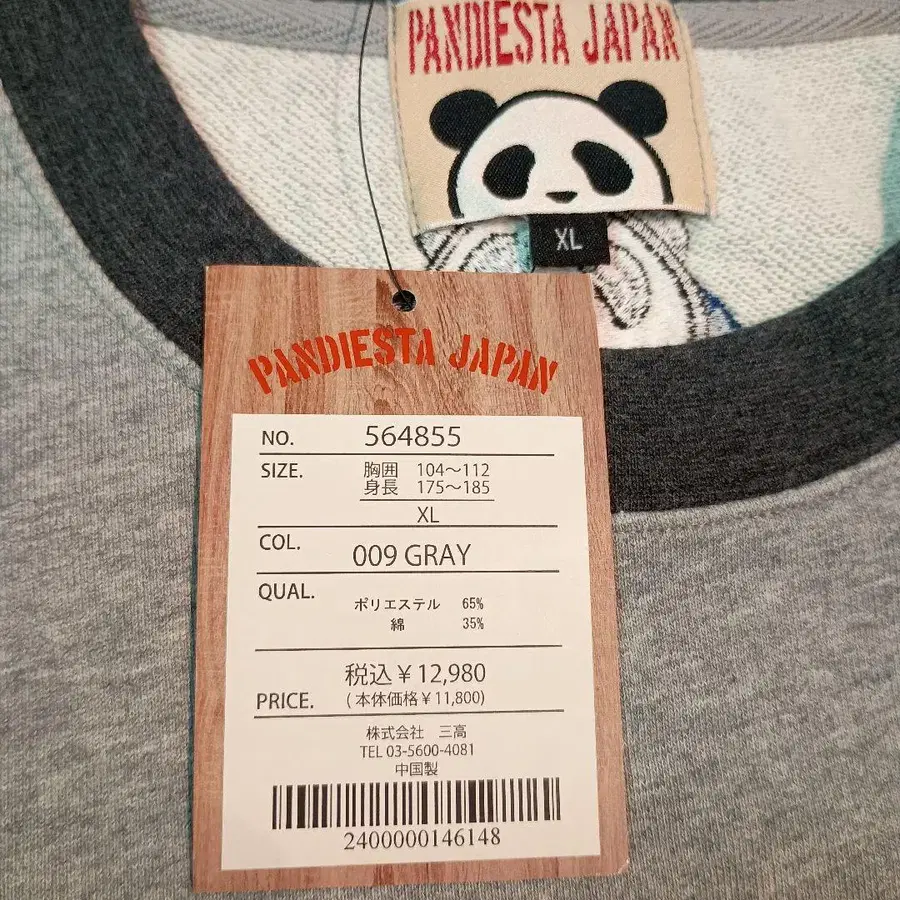 PANDIESTA JAPAN
XL
PANDIESTA JAPAN
NO. 564855
SIZE. 胸囲 104～112
身長 175～185
XL
COL. 009 GRAY
QUAL. ポリエステル 65%
綿 35%
税込￥12,980
PRICE. (本体価格￥11,800)
株式会社 三高
TEL 03-5600-4081
中国製
2400000146148